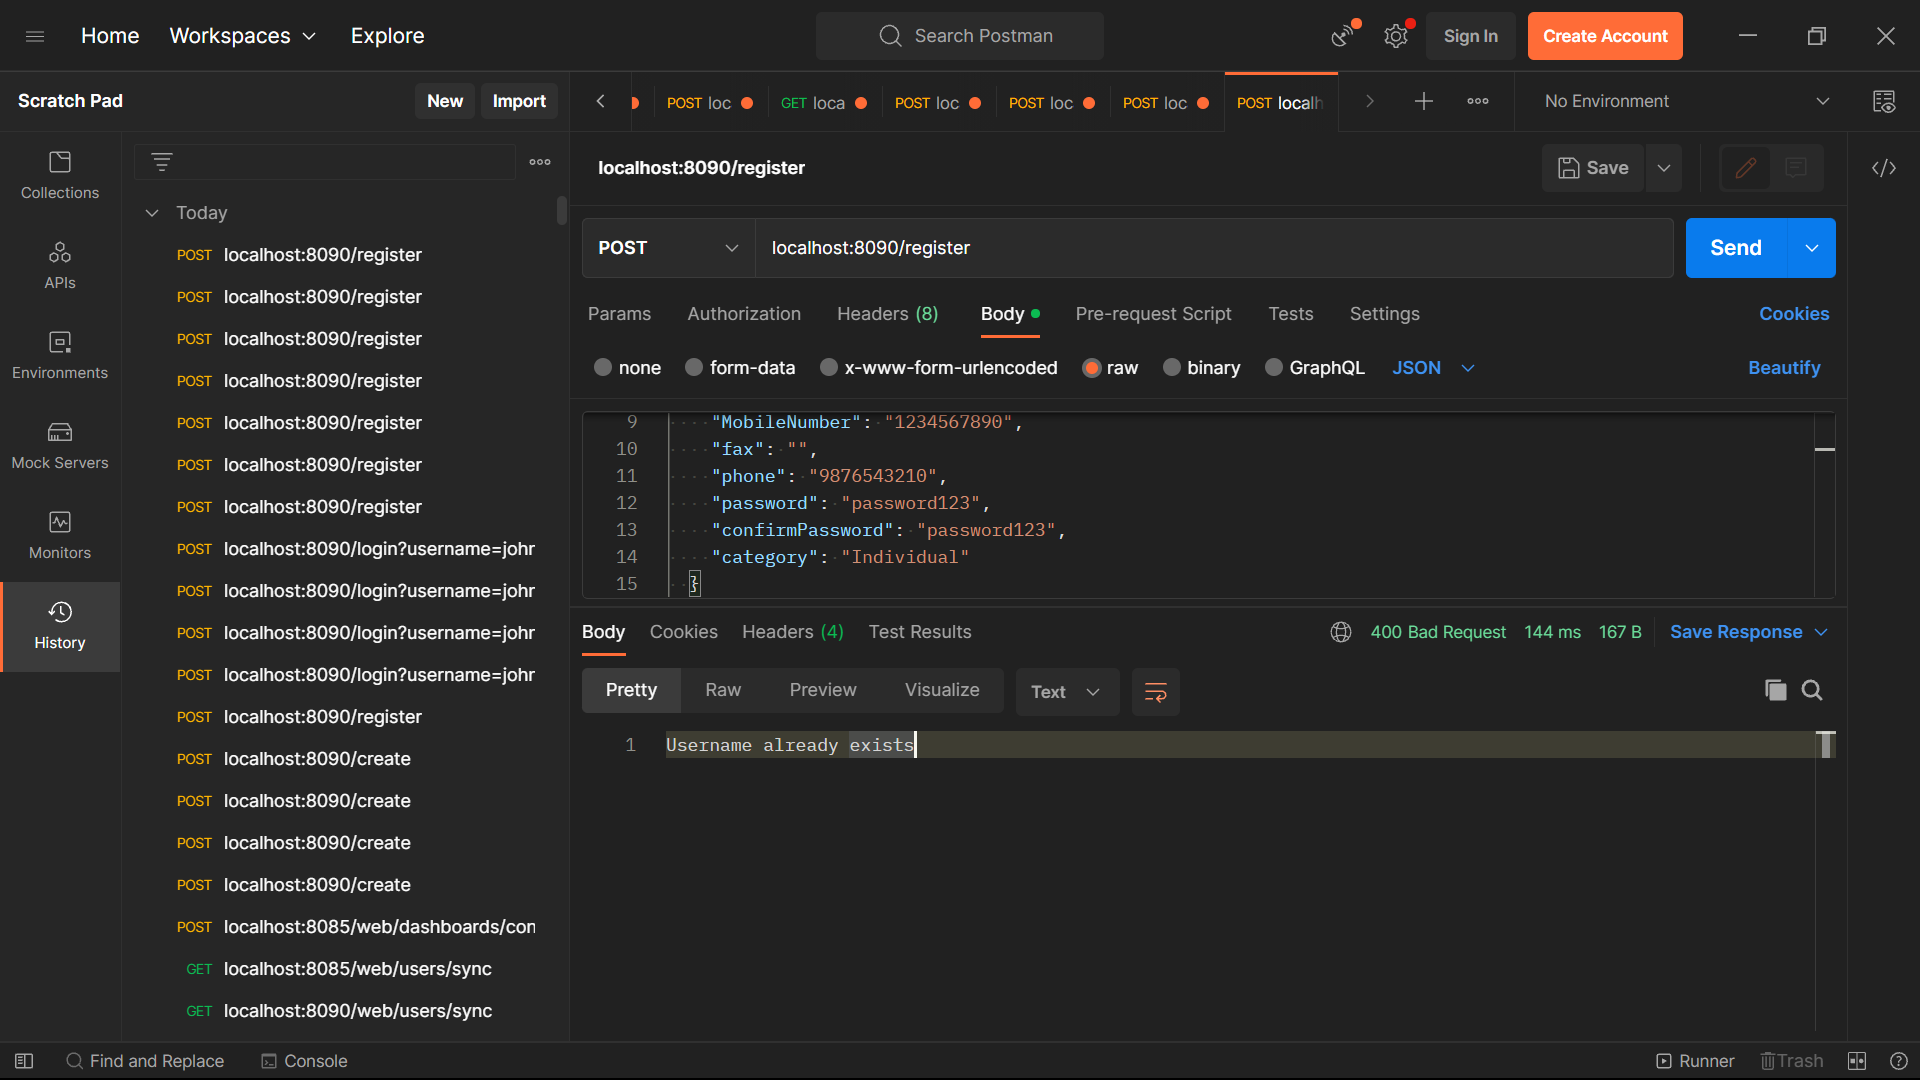 Home Workspaces Explore Search Postman Sign In Create Account
Scratch Pad New Import POST loc GET loca POST loc POST loc POST loc POST localh No Environment
Collections
APIs
Environments
Mock Servers
Monitors
History
Today
POST localhost:8090/register
POST localhost:8090/register
POST localhost:8090/register
POST localhost:8090/register
POST localhost:8090/register
POST localhost:8090/register
POST localhost:8090/register
POST localhost:8090/login?username=johr
POST localhost:8090/login?username=johr
POST localhost:8090/login?username=johr
POST localhost:8090/login?username=johr
POST localhost:8090/register
POST localhost:8090/create
POST localhost:8090/create
POST localhost:8090/create
POST localhost:8090/create
POST localhost:8085/web/dashboards/con
GET localhost:8085/web/users/sync
GET localhost:8090/web/users/sync
localhost:8090/register Save
POST localhost:8090/register Send
Params Authorization Headers (8) Body Pre-request Script Tests Settings Cookies
none form-data x-www-form-urlencoded raw binary GraphQL JSON Beautify
9 "MobileNumber": "1234567890",
10 "fax": "",
11 "phone": "9876543210",
12 "password": "password123",
13 "confirmPassword": "password123",
14 "category": "Individual"
15 }
Body Cookies Headers (4) Test Results 400 Bad Request 144 ms 167 B Save Response
Pretty Raw Preview Visualize Text
1 Username already exists
Find and Replace Console Runner Trash